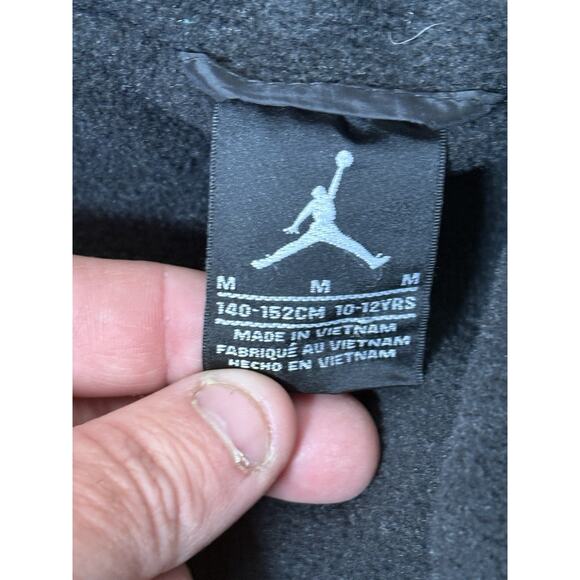 M M M
140-152CM 10-12YRS
MADE IN VIETNAM
FABRIQUÉ AU VIETNAM
HECHO EN VIETNAM